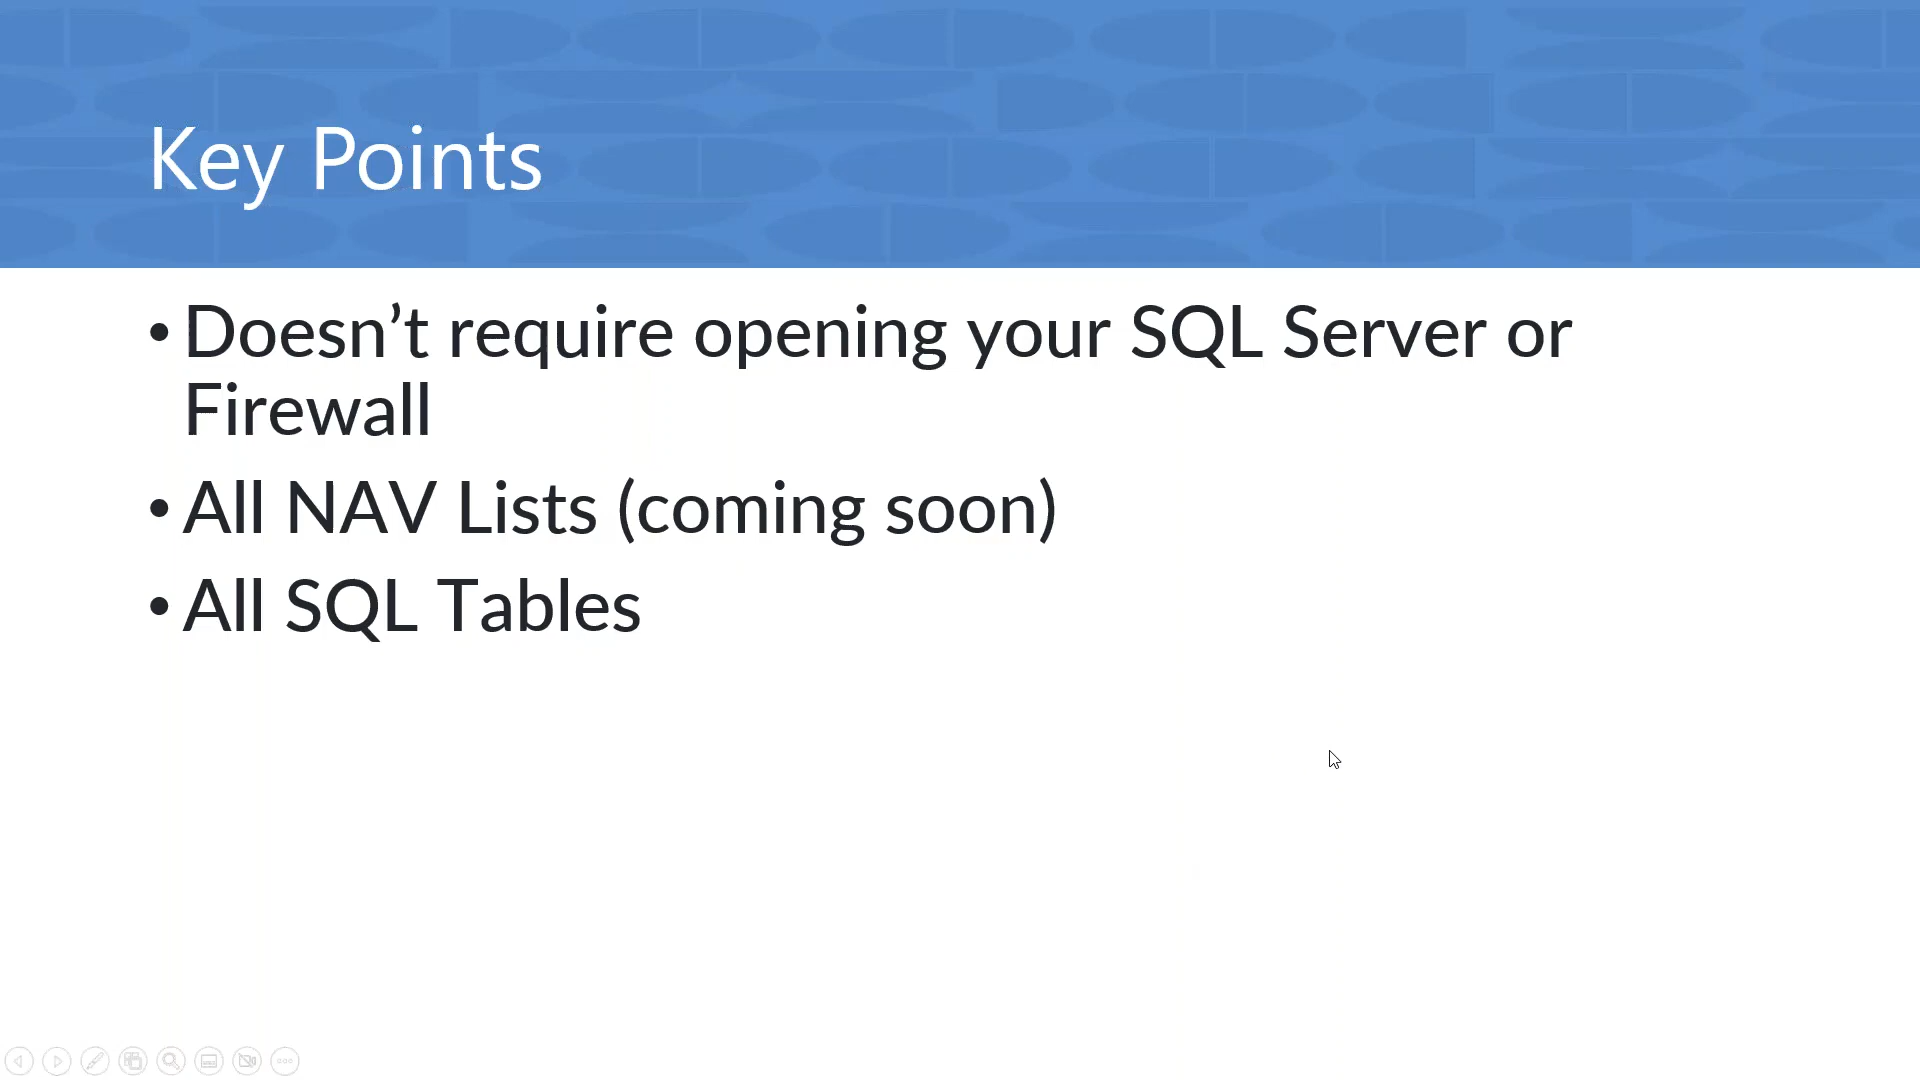 Key Points
• Doesn’t require opening your SQL Server or
Firewall
• All NAV Lists (coming soon)
• All SQL Tables